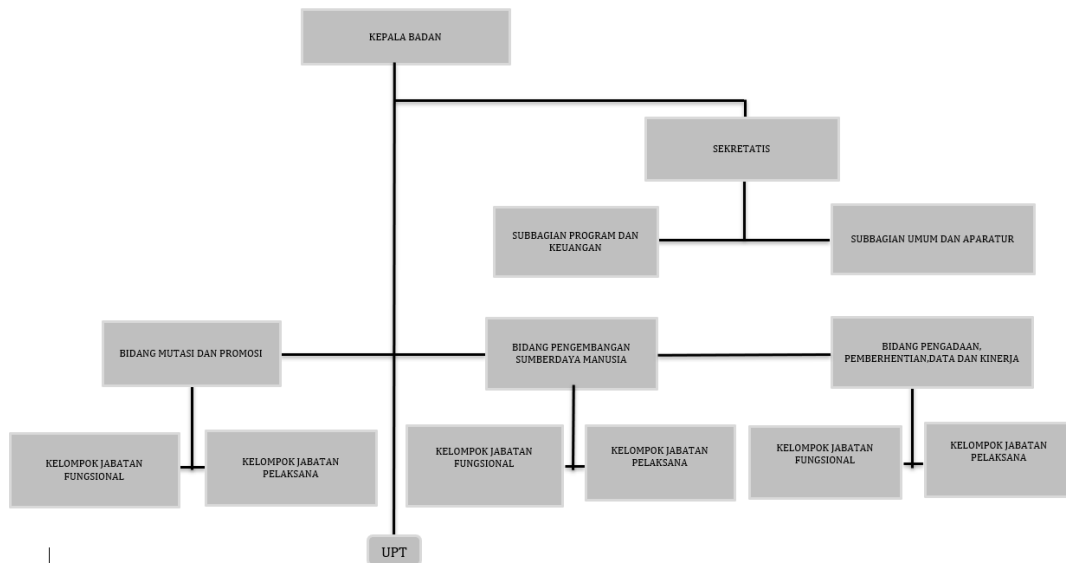 KEPALA BADAN
SEKRETATIS
SUBBAGIAN PROGRAM DAN
KEUANGAN
SUBBAGIAN UMUM DAN APARATUR
BIDANG MUTASI DAN PROMOSI
BIDANG PENGEMBANGAN
SUMBERDAYA MANUSIA
BIDANG PENGADAAN,
PEMBERHENTIAN,DATA DAN KINERJA
KELOMPOK JABATAN
FUNGSIONAL
KELOMPOK JABATAN
PELAKSANA
KELOMPOK JABATAN
FUNGSIONAL
KELOMPOK JABATAN
PELAKSANA
KELOMPOK JABATAN
FUNGSIONAL
KELOMPOK JABATAN
PELAKSANA
UPT